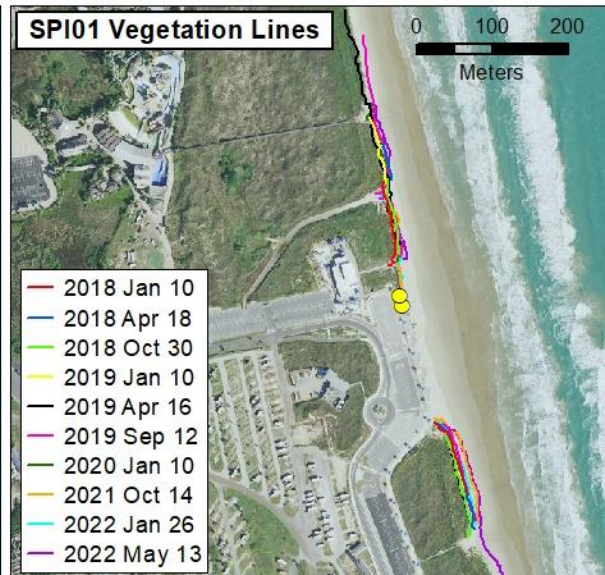 SPI01 Vegetation Lines
0 100 200
Meters
2018 Jan 10
2018 Apr 18
2018 Oct 30
2019 Jan 10
2019 Apr 16
2019 Sep 12
2020 Jan 10
2021 Oct 14
2022 Jan 26
2022 May 13